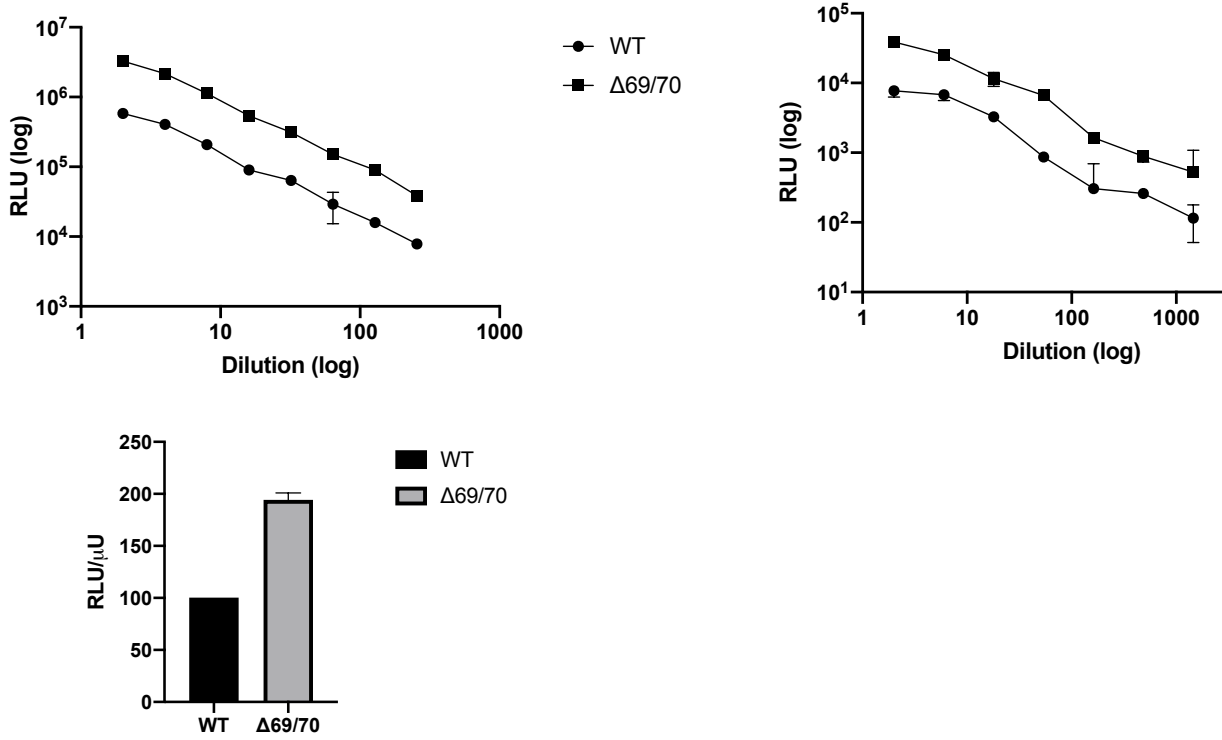 10⁷
10⁶
10⁵
10⁴
10³
RLU (log)
1 10 100 1000
Dilution (log)
WT
Δ69/70
10⁵
10⁴
10³
10²
10¹
RLU (log)
1 10 100 1000
Dilution (log)
250
200
150
100
50
0
RLU/μU
WT Δ69/70
WT
Δ69/70